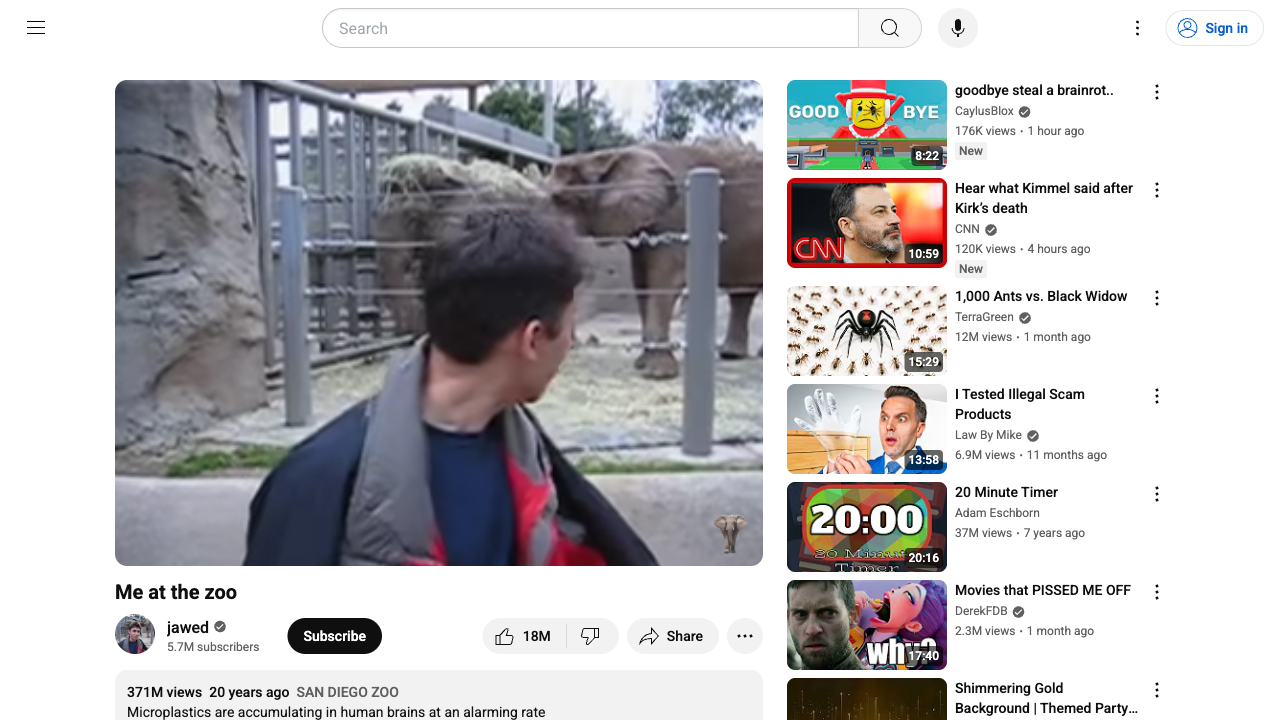 Search
Sign in
Me at the zoo
jawed
5.7M subscribers
Subscribe
18M
Share
371M views 20 years ago SAN DIEGO ZOO
Microplastics are accumulating in human brains at an alarming rate
GOOD BYE
8:22
goodbye steal a brainrot..
CaylusBlox
176K views • 1 hour ago
New
CNN
10:59
Hear what Kimmel said after
Kirk’s death
CNN
120K views • 4 hours ago
New
15:29
1,000 Ants vs. Black Widow
TerraGreen
12M views • 1 month ago
13:58
I Tested Illegal Scam
Products
Law By Mike
6.9M views • 11 months ago
20:00
20 Minute
Timer
20:16
20 Minute Timer
Adam Eschborn
37M views • 7 years ago
why?
17:40
Movies that PISSED ME OFF
DerekFDB
2.3M views • 1 month ago
Shimmering Gold
Background | Themed Party…